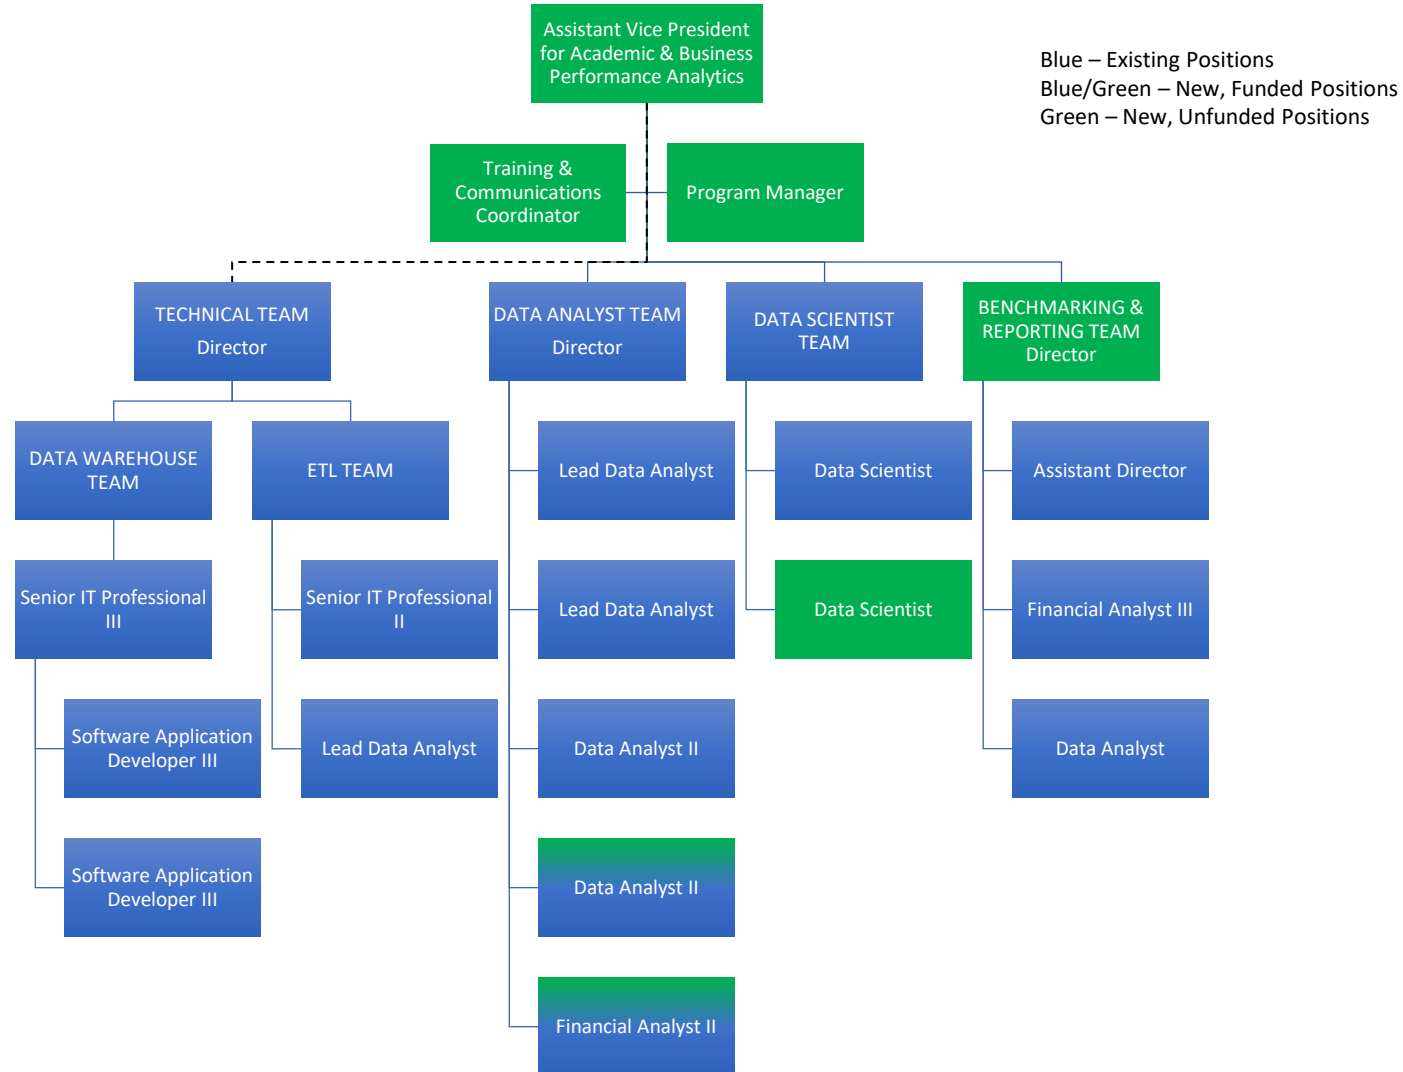 Assistant Vice President
for Academic & Business
Performance Analytics
Blue – Existing Positions
Blue/Green – New, Funded Positions
Green – New, Unfunded Positions
Training &
Communications
Coordinator
Program Manager
TECHNICAL TEAM
Director
DATA ANALYST TEAM
Director
DATA SCIENTIST
TEAM
BENCHMARKING &
REPORTING TEAM
Director
DATA WAREHOUSE
TEAM
ETL TEAM
Lead Data Analyst
Data Scientist
Assistant Director
Senior IT Professional
III
Senior IT Professional
II
Lead Data Analyst
Data Scientist
Financial Analyst III
Software Application
Developer III
Lead Data Analyst
Data Analyst II
Data Analyst
Software Application
Developer III
Data Analyst II
Financial Analyst II